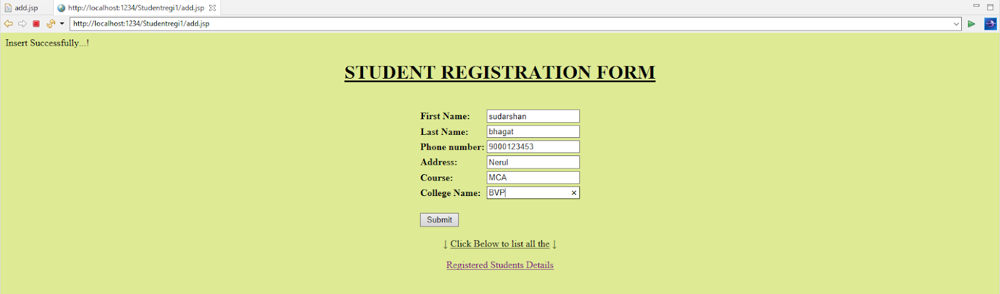 add.jsp http://localhost:1234/Studentregi1/add.jsp
http://localhost:1234/Studentregi1/add.jsp
Insert Successfully...!
STUDENT REGISTRATION FORM
First Name: sudarshan
Last Name: bhagat
Phone number: 9000123453
Address: Nerul
Course: MCA
College Name: BVP
Submit
↓ Click Below to list all the ↓
Registered Students Details